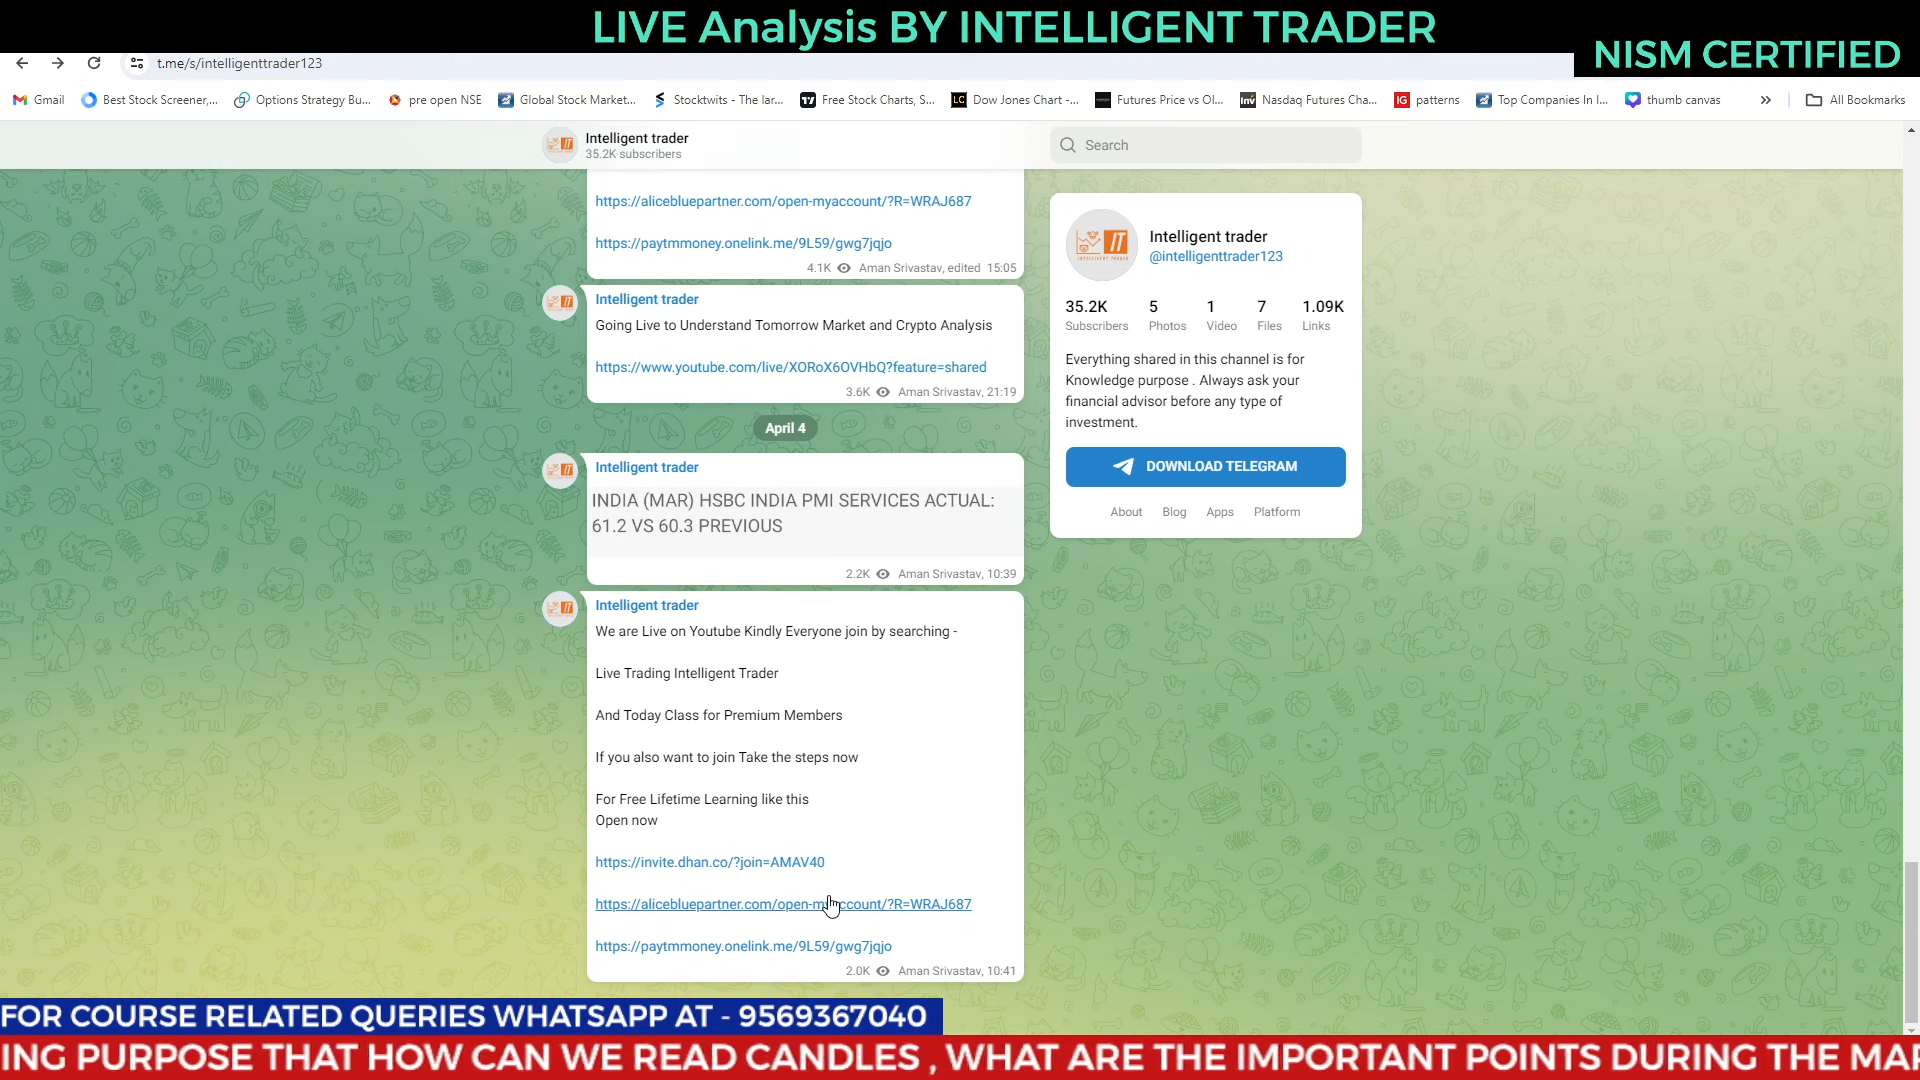 LIVE Analysis BY INTELLIGENT TRADER
NISM CERTIFIED
t.me/s/intelligenttrader123
Gmail
Best Stock Screener,...
Options Strategy Bu...
pre open NSE
Global Stock Market...
Stocktwits - The lar...
Free Stock Charts, S...
Dow Jones Chart -...
Futures Price vs Ol...
Nasdaq Futures Cha...
patterns
Top Companies In I...
thumb canvas
All Bookmarks
Intelligent trader
35.2K subscribers
Search
https://alicebluepartner.com/open-myaccount/?R=WRAJ687
https://paytmmoney.onelink.me/9L59/gwg7jqjo
4.1K Aman Srivastav, edited 15:05
Intelligent trader
Going Live to Understand Tomorrow Market and Crypto Analysis
https://www.youtube.com/live/XORoX6OVHbQ?feature=shared
3.6K Aman Srivastav, 21:19
April 4
Intelligent trader
INDIA (MAR) HSBC INDIA PMI SERVICES ACTUAL:
61.2 VS 60.3 PREVIOUS
2.2K Aman Srivastav, 10:39
Intelligent trader
We are Live on Youtube Kindly Everyone join by searching -
Live Trading Intelligent Trader
And Today Class for Premium Members
If you also want to join Take the steps now
For Free Lifetime Learning like this
Open now
https://invite.dhan.co/?join=AMAV40
https://alicebluepartner.com/open-myaccount/?R=WRAJ687
https://paytmmoney.onelink.me/9L59/gwg7jqjo
2.0K Aman Srivastav, 10:41
IT
INTELLIGENT TRADER
Intelligent trader
@intelligenttrader123
35.2K 5 1 7 1.09K
Subscribers Photos Video Files Links
Everything shared in this channel is for
Knowledge purpose . Always ask your
financial advisor before any type of
investment.
DOWNLOAD TELEGRAM
About Blog Apps Platform
FOR COURSE RELATED QUERIES WHATSAPP AT - 9569367040
ING PURPOSE THAT HOW CAN WE READ CANDLES , WHAT ARE THE IMPORTANT POINTS DURING THE MAR